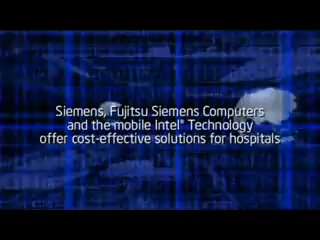 Siemens, Fujitsu Siemens Computers
and the mobile Intel® Technology
offer cost-effective solutions for hospitals